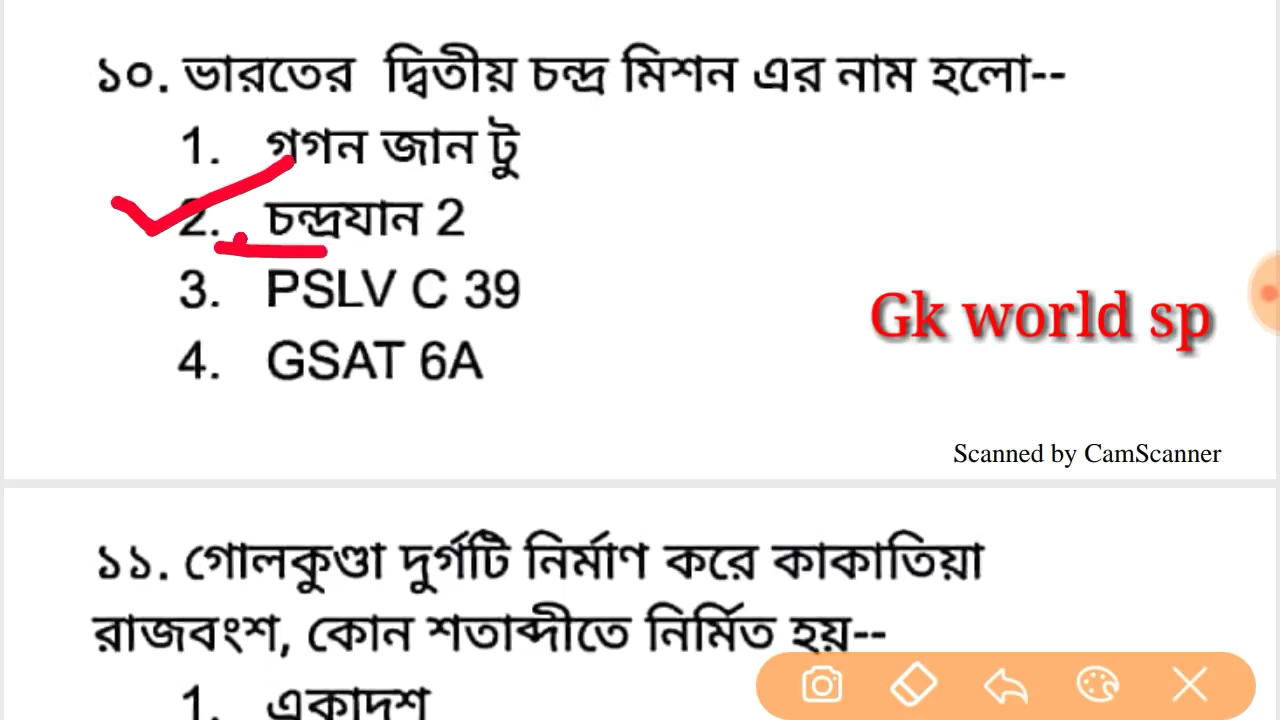 ১০. ভারতের দ্বিতীয় চন্দ্র মিশন এর নাম হলো--
1. গগন জান টু
2. চন্দ্রযান 2
3. PSLV C 39
4. GSAT 6A
Gk world sp
Scanned by CamScanner
১১. গোলকুণ্ডা দুর্গটি নির্মাণ করে কাকাতিয়া
রাজবংশ, কোন শতাব্দীতে নির্মিত হয়--
1. একাদশ